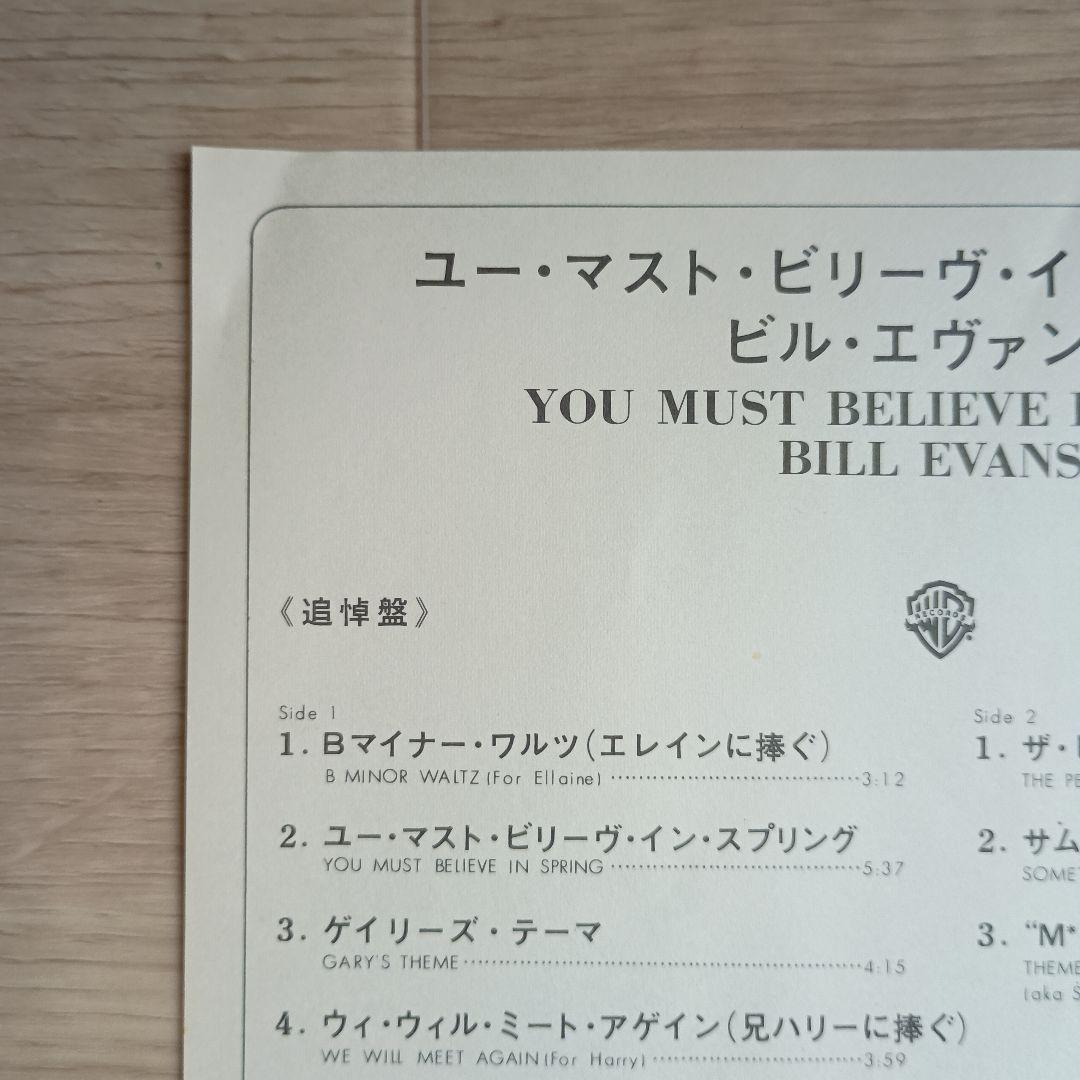 ユー・マスト・ビリーヴ・イ
ビル・エヴァン
YOU MUST BELIEVE
BILL EVANS
《追悼盤》
RECORDS
Side 1
1. Bマイナー・ワルツ(エレインに捧ぐ)
B MINOR WALTZ (For Ellaine) 3:12
2. ユー・マスト・ビリーヴ・イン・スプリング
YOU MUST BELIEVE IN SPRING 5:37
3. ゲイリーズ・テーマ
GARY'S THEME 4:15
4. ウィ・ウィル・ミート・アゲイン(兄ハリーに捧ぐ)
WE WILL MEET AGAIN (For Harry) 3:59
Side 2
1. ザ・
THE PE
2. サム
SOME
3. "M*
THEME
(aka S